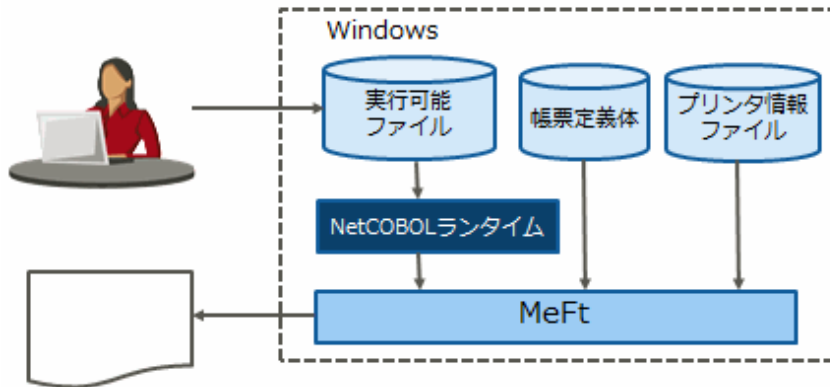 Windows
実行可能
ファイル
帳票定義体
プリンタ情報
ファイル
NetCOBOLランタイム
MeFt